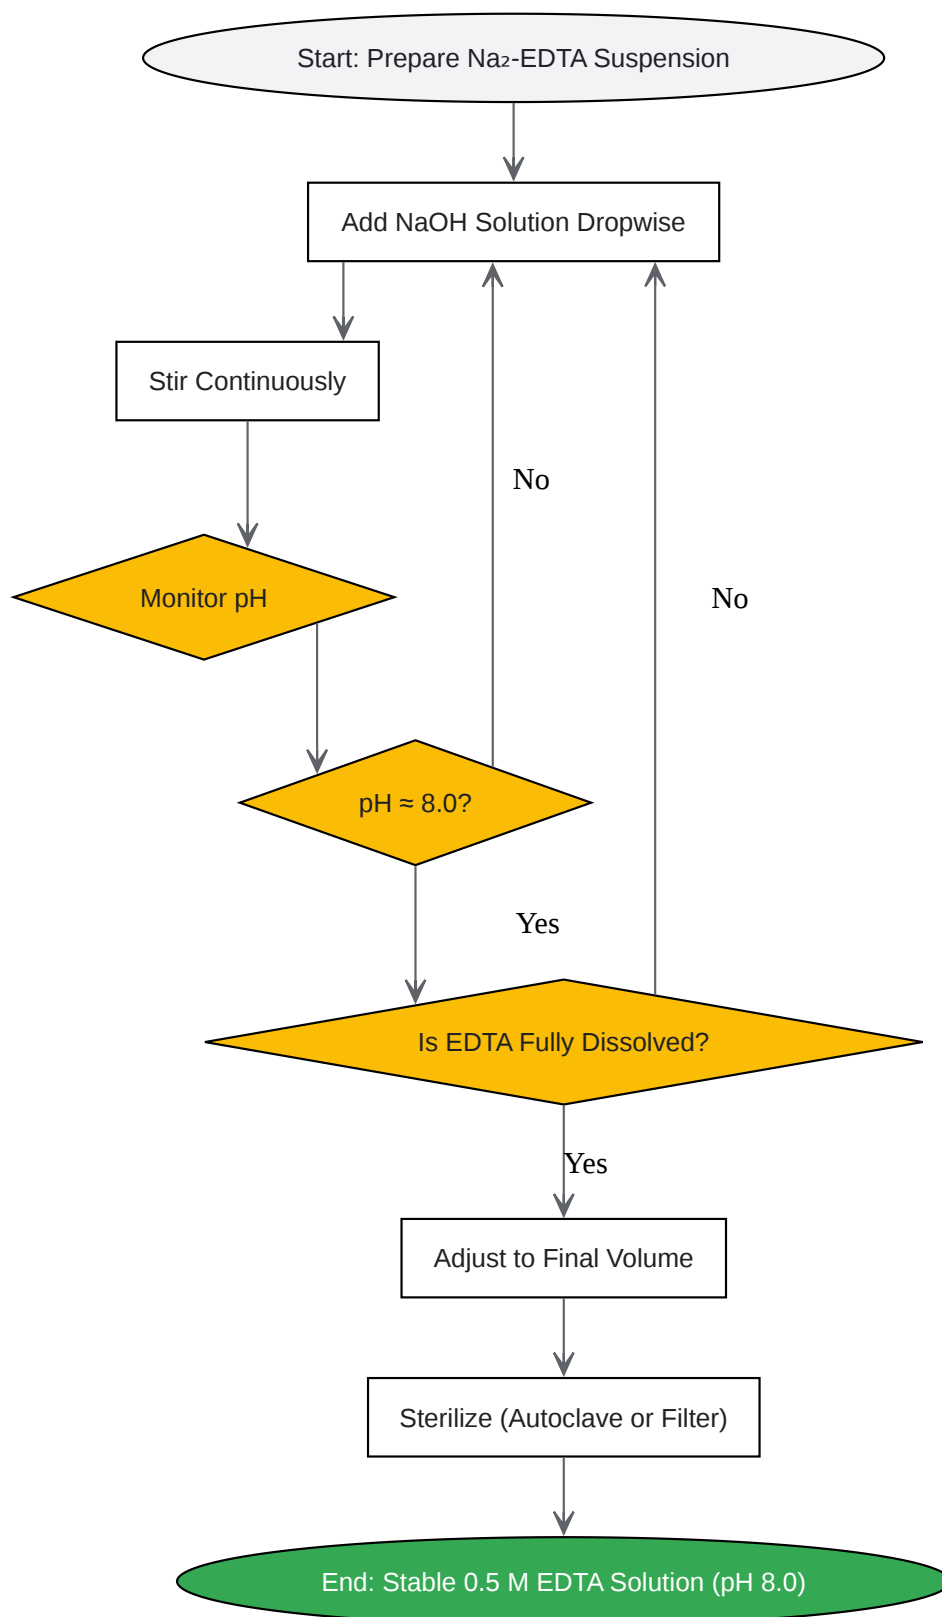 Start: Prepare Na₂-EDTA Suspension
Add NaOH Solution Dropwise
Stir Continuously
No
Monitor pH
No
pH ≈ 8.0?
Yes
Is EDTA Fully Dissolved?
Yes
Adjust to Final Volume
Sterilize (Autoclave or Filter)
End: Stable 0.5 M EDTA Solution (pH 8.0)